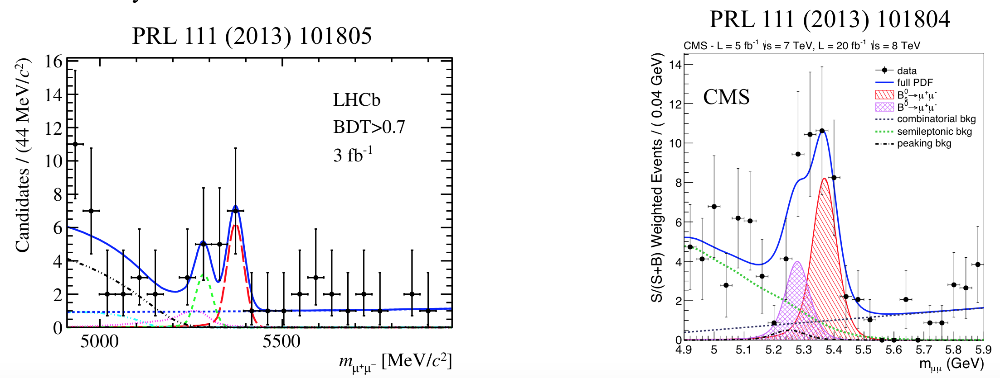 PRL 111 (2013) 101805
Candidates / (44 MeV/c²)
16
14
12
10
8
6
4
2
0
LHCb
BDT>0.7
3 fb⁻¹
5000
5500
m_μ⁺μ⁻ [MeV/c²]
PRL 111 (2013) 101804
CMS - L = 5 fb⁻¹ √s = 7 TeV, L = 20 fb⁻¹ √s = 8 TeV
S/(S+B) Weighted Events / ( 0.04 GeV)
14
12
10
8
6
4
2
0
CMS
data
full PDF
B⁰ₛ→μ⁺μ⁻
B⁰→μ⁺μ⁻
combinatorial bkg
semileptonic bkg
peaking bkg
4.9 5 5.1 5.2 5.3 5.4 5.5 5.6 5.7 5.8 5.9
m_μμ (GeV)